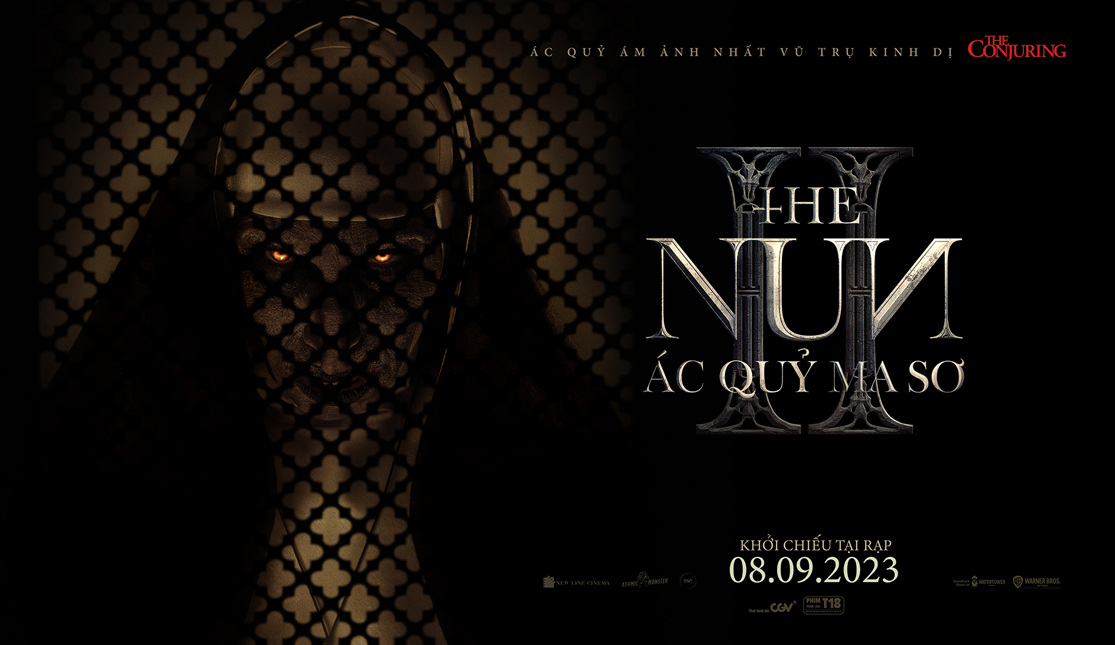 ÁC QUỶ ÁM ẢNH NHẤT VŨ TRỤ KINH DỊ THE CONJURING
II
THE
NUN
ÁC QUỶ MA SƠ
KHỞI CHIẾU TẠI RẠP
08.09.2023
NEW LINE CINEMA ATOMIC MONSTER WATERTOWER WARNER BROS.
CGV PHIM T18